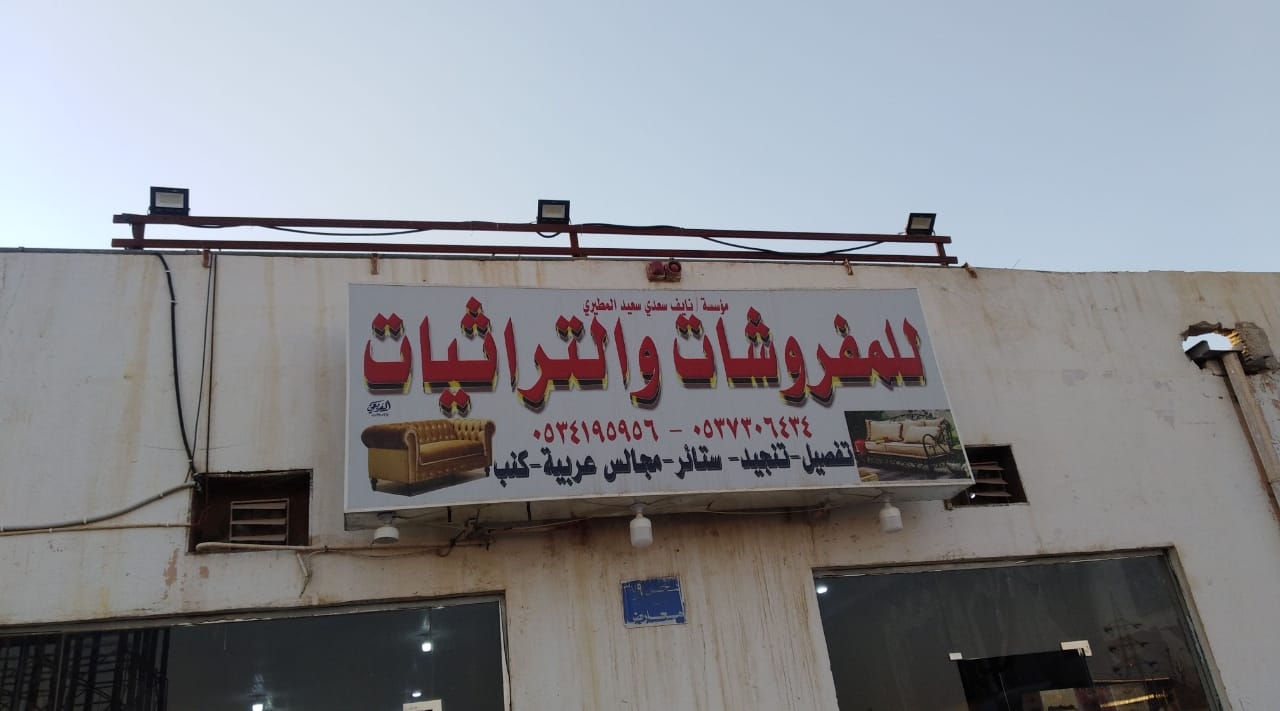 مؤسسة / نايف سعدي سعيد المطيري
للمفروشات والتراثيات
٠٥٣٧٣٠٦٤٣٤ - ٠٥٣٤١٩٥٩٥٦
تفصيل - تنجيد - ستائر - مجالس عربية - كنب